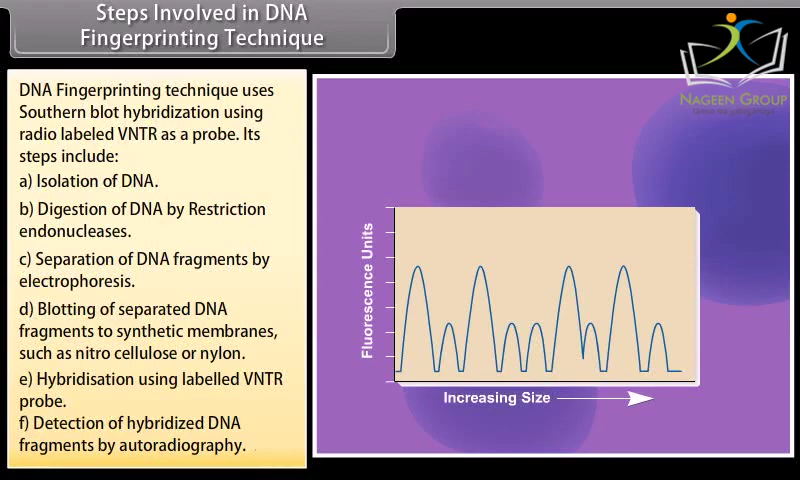 Steps Involved in DNA
Fingerprinting Technique
NAGEEN GROUP
DNA Fingerprinting technique uses
Southern blot hybridization using
radio labeled VNTR as a probe. Its
steps include:
a) Isolation of DNA.
b) Digestion of DNA by Restriction
endonucleases.
c) Separation of DNA fragments by
electrophoresis.
d) Blotting of separated DNA
fragments to synthetic membranes,
such as nitro cellulose or nylon.
e) Hybridisation using labelled VNTR
probe.
f) Detection of hybridized DNA
fragments by autoradiography.
Fluorescence Units
Increasing Size